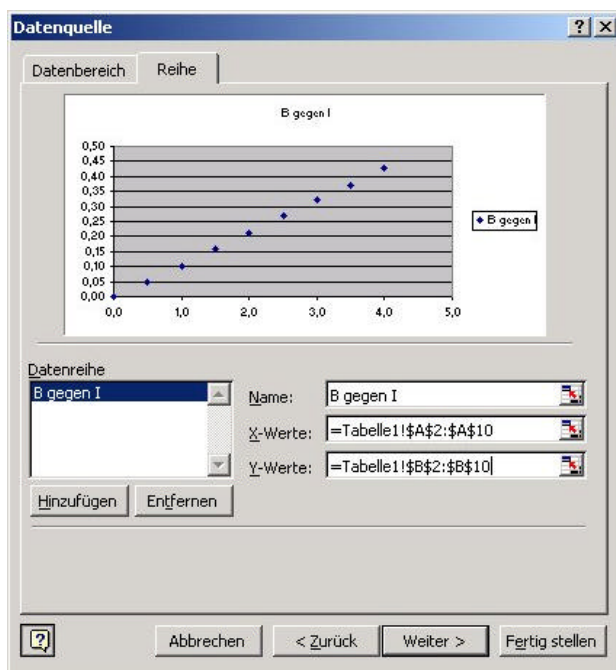 Datenquelle
Datenbereich Reihe
B gegen I
0,50
0,45
0,40
0,35
0,30
0,25
0,20
0,15
0,10
0,05
0,00
0,0 1,0 2,0 3,0 4,0 5,0
B gegen I
Datenreihe
B gegen I
Name: B gegen I
X-Werte: =Tabelle1!$A$2:$A$10
Y-Werte: =Tabelle1!$B$2:$B$10
Hinzufügen Entfernen
Abbrechen < Zurück Weiter > Fertig stellen